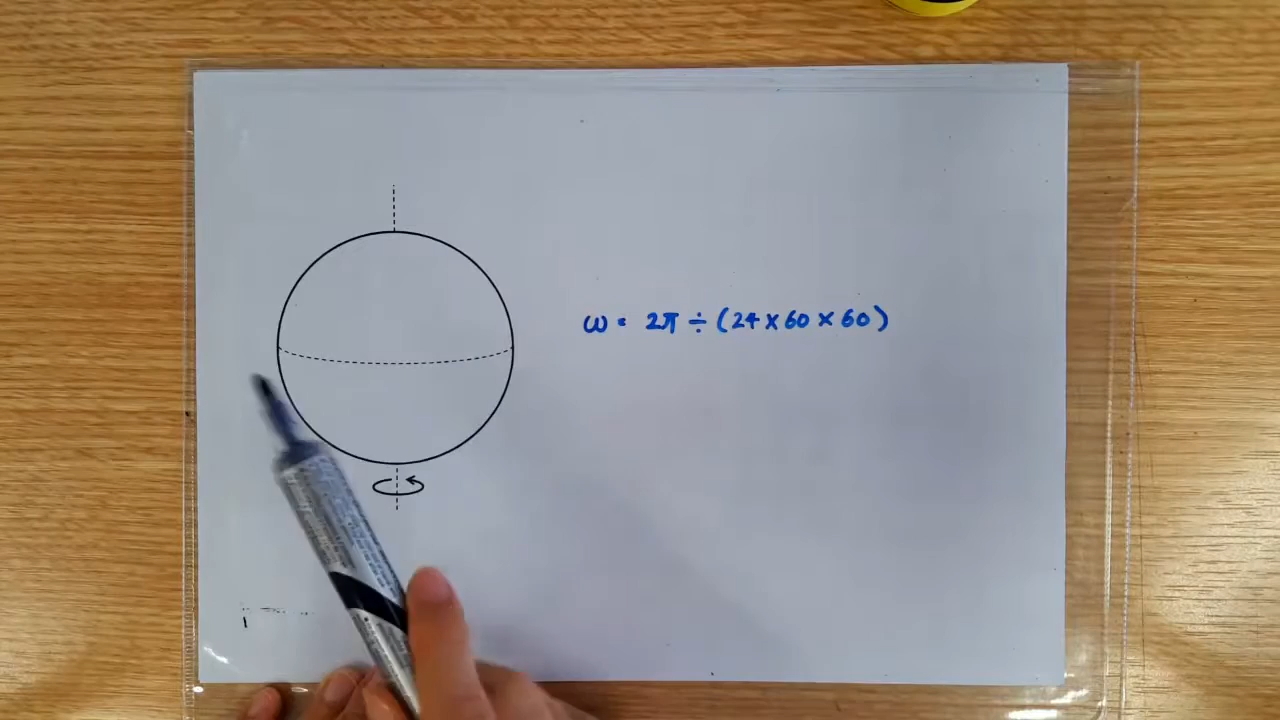 ω = 2π ÷ (24 × 60 × 60)